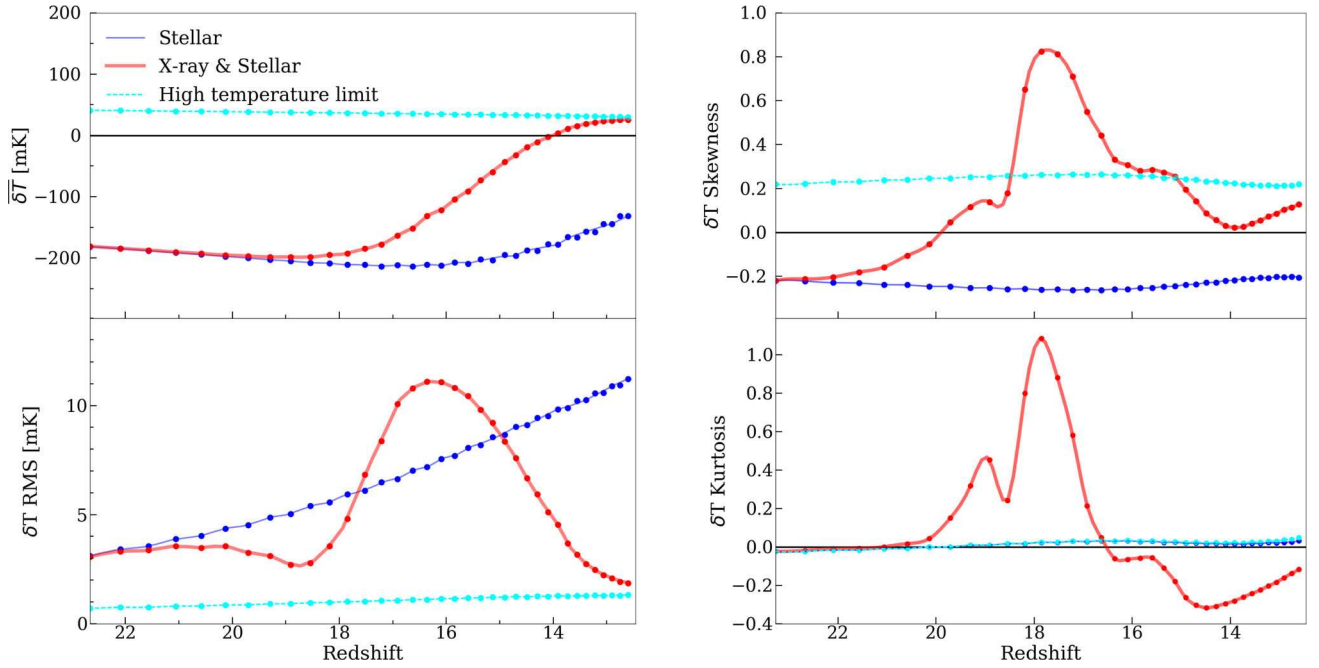 200
100
0
−100
−200
δT [mK]
Stellar
X-ray & Stellar
High temperature limit
10
5
0
δT RMS [mK]
22 20 18 16 14
Redshift
1.0
0.8
0.6
0.4
0.2
0.0
−0.2
δT Skewness
1.0
0.8
0.6
0.4
0.2
0.0
−0.2
−0.4
δT Kurtosis
22 20 18 16 14
Redshift